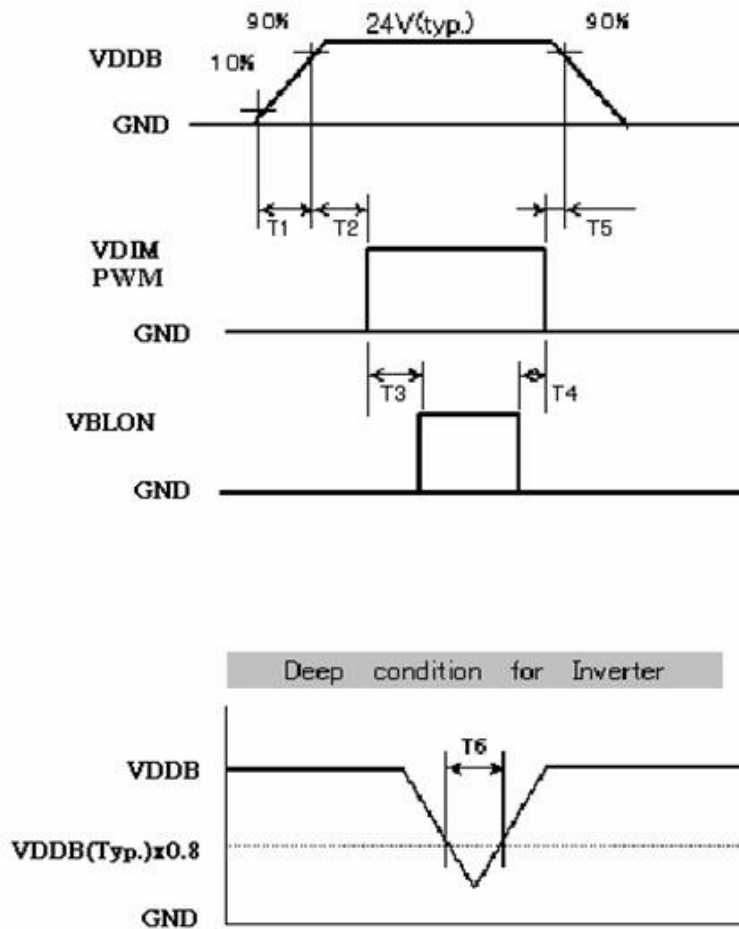 90% 24V(typ.) 90%
VDDB
10%
GND
T1 T2 T5
VDIM
PWM
GND
T3 T4
VBLON
GND
Deep condition for Inverter
T6
VDDB
VDDB(Typ.)x0.8
GND